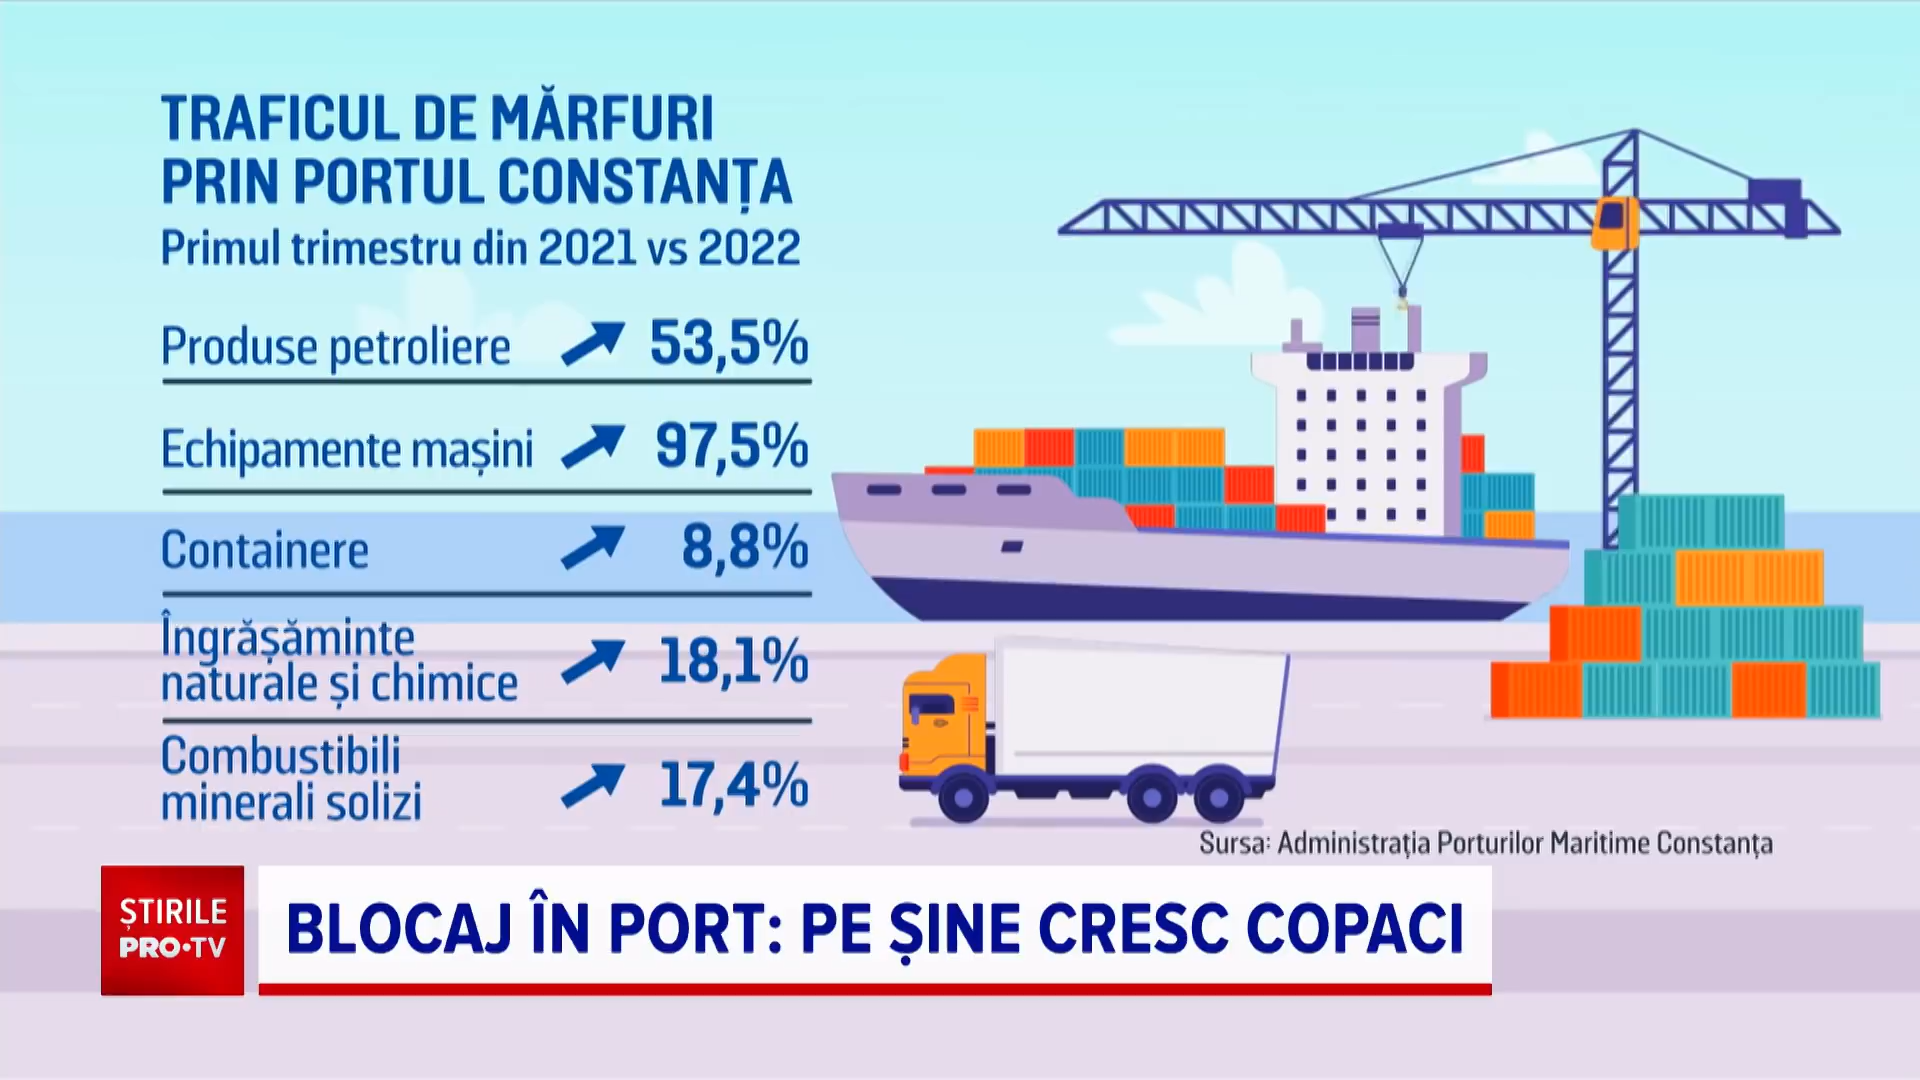 TRAFICUL DE MĂRFURI
PRIN PORTUL CONSTANȚA
Primul trimestru din 2021 vs 2022
Produse petroliere 53,5%
Echipamente mașini 97,5%
Containere 8,8%
Îngrășăminte
naturale și chimice 18,1%
Combustibili
minerali solizi 17,4%
Sursa: Administrația Porturilor Maritime Constanța
ȘTIRILE
PRO•TV
BLOCAJ ÎN PORT: PE ȘINE CRESC COPACI